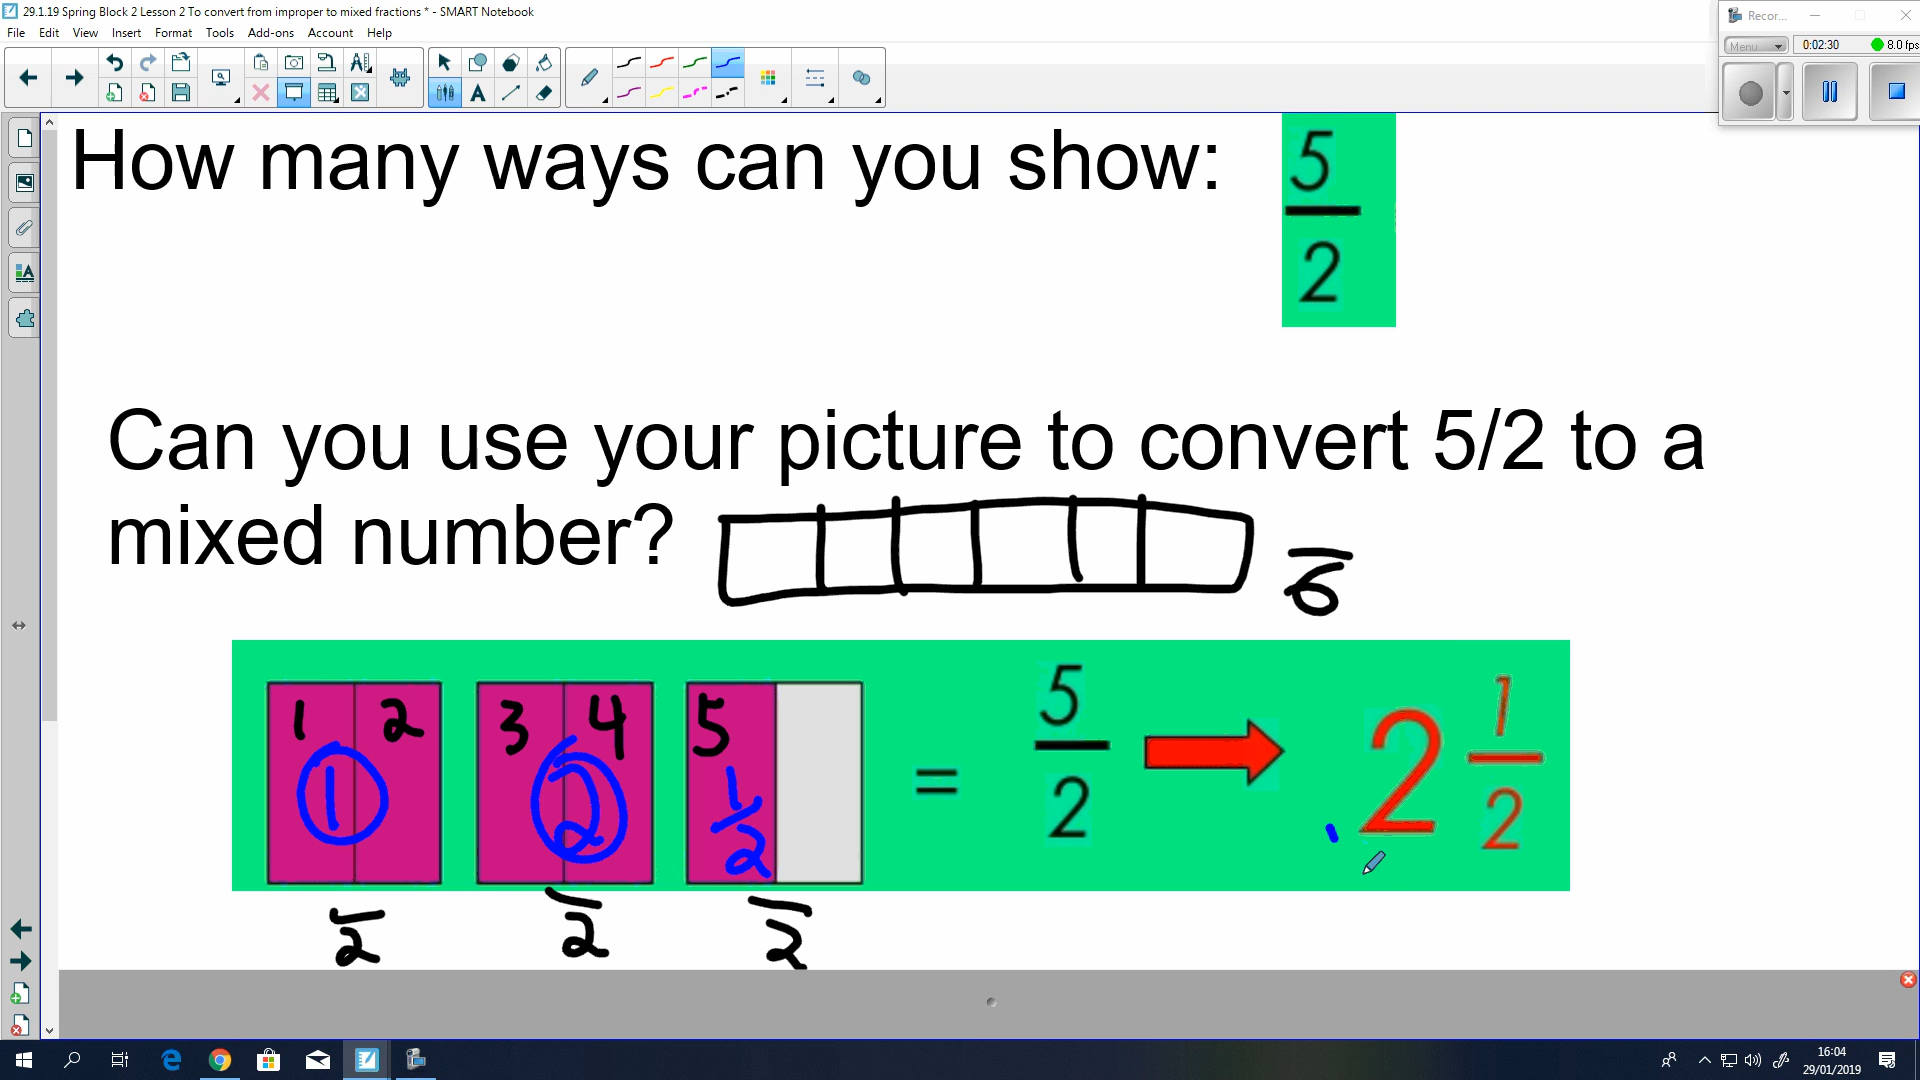 29.1.19 Spring Block 2 Lesson 2 To convert from improper to mixed fractions * - SMART Notebook
File Edit View Insert Format Tools Add-ons Account Help
Recor...
Menu 0:02:30 8.0 fps
How many ways can you show:
5
2
Can you use your picture to convert 5/2 to a
mixed number?
6
1 2 3 4 5
1 2 1/2
= 5/2 2 1/2
2 2 2
16:04
29/01/2019